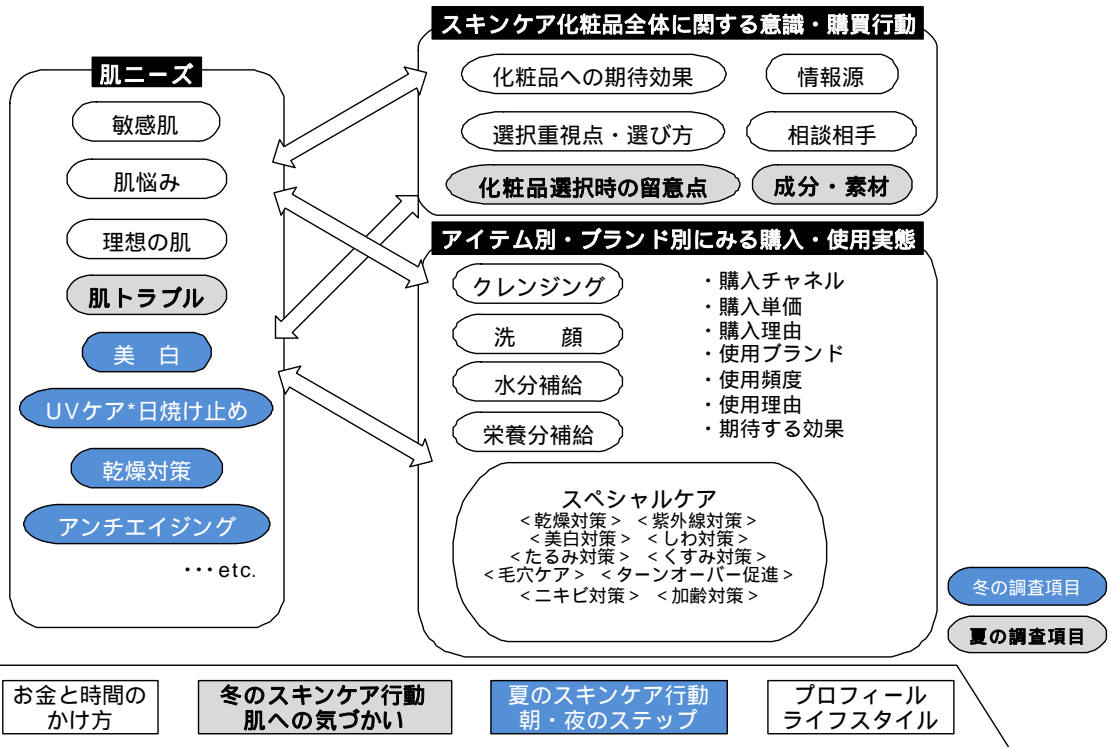 肌ニーズ
敏感肌
肌悩み
理想の肌
肌トラブル
美　白
UVケア*日焼け止め
乾燥対策
アンチエイジング
･･･etc.
スキンケア化粧品全体に関する意識・購買行動
化粧品への期待効果
情報源
選択重視点・選び方
相談相手
化粧品選択時の留意点
成分・素材
アイテム別・ブランド別にみる購入・使用実態
クレンジング
洗　　顔
水分補給
栄養分補給
・購入チャネル
・購入単価
・購入理由
・使用ブランド
・使用頻度
・使用理由
・期待する効果
スペシャルケア
<乾燥対策> <紫外線対策>
<美白対策> <しわ対策>
<たるみ対策> <くすみ対策>
<毛穴ケア> <ターンオーバー促進>
<ニキビ対策> <加齢対策>
冬の調査項目
夏の調査項目
お金と時間の
かけ方
冬のスキンケア行動
肌への気づかい
夏のスキンケア行動
朝・夜のステップ
プロフィール
ライフスタイル